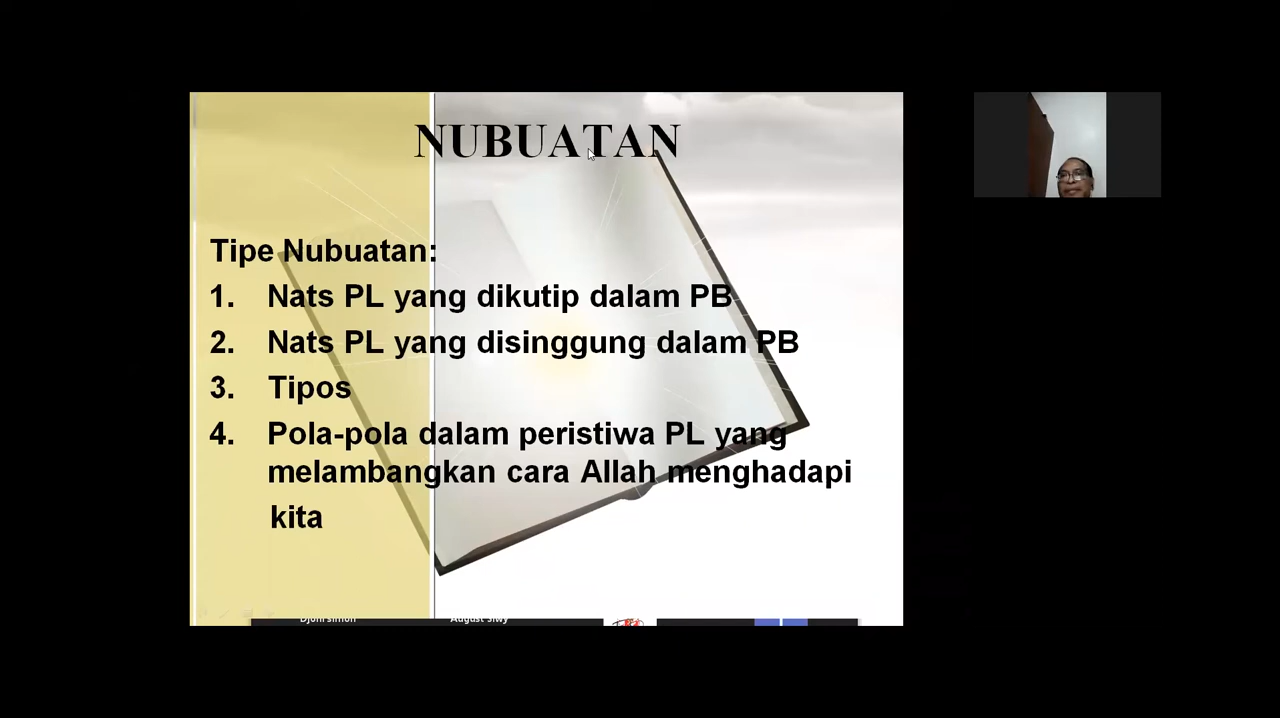 NUBUATAN
Tipe Nubuatan:
1. Nats PL yang dikutip dalam PB
2. Nats PL yang disinggung dalam PB
3. Tipos
4. Pola-pola dalam peristiwa PL yang
melambangkan cara Allah menghadapi
kita
Djoni simon
August Siwy